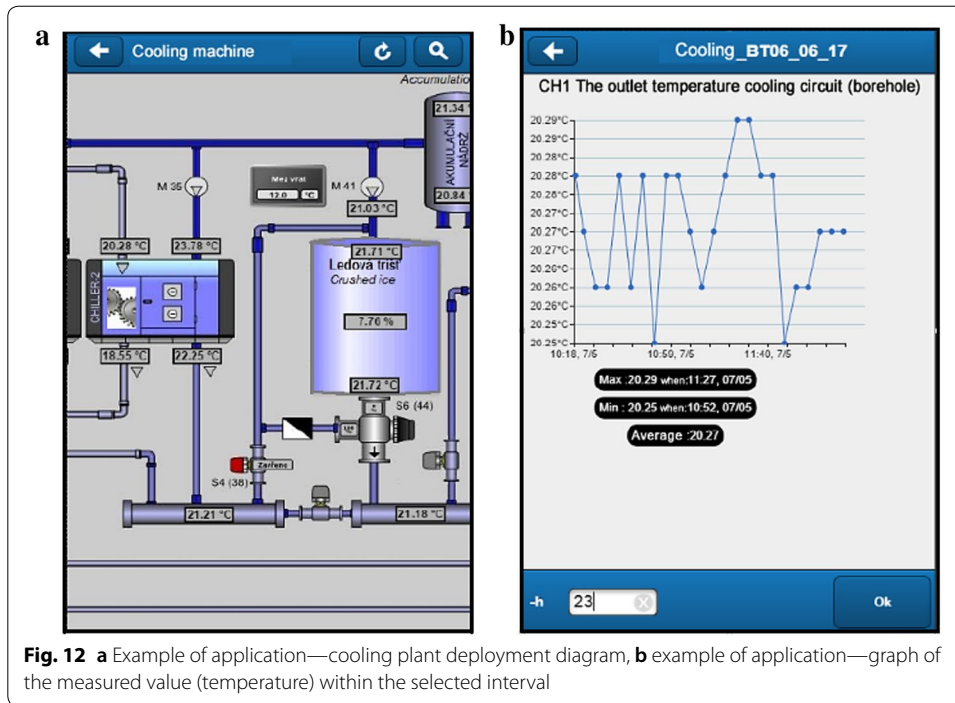 a
Cooling machine
Accumulatio
21.34 °
AKUMULAČNÍ
NÁDRŽ
20.84
M 35
Mez vrat
12.0 °C
M 41
21.03 °C
20.28 °C
23.78 °C
CHILLER-2
18.55 °C
22.25 °C
21.71 °C
Ledová tříšť
Crushed ice
7.70 %
21.72 °C
S6 (44)
S4 (38)
21.21 °C
21.18 °C
b
Cooling_BT06_06_17
CH1 The outlet temperature cooling circuit (borehole)
20.29°C
20.28°C
20.28°C
20.27°C
20.27°C
20.26°C
20.26°C
20.25°C
20.25°C
10:18, 7/5
10:50, 7/5
11:40, 7/5
Max :20.29 when:11:27, 07/05
Min : 20.25 when:10:52, 07/05
Average :20.27
-h
23
Ok
Fig. 12 a Example of application—cooling plant deployment diagram, b example of application—graph of
the measured value (temperature) within the selected interval